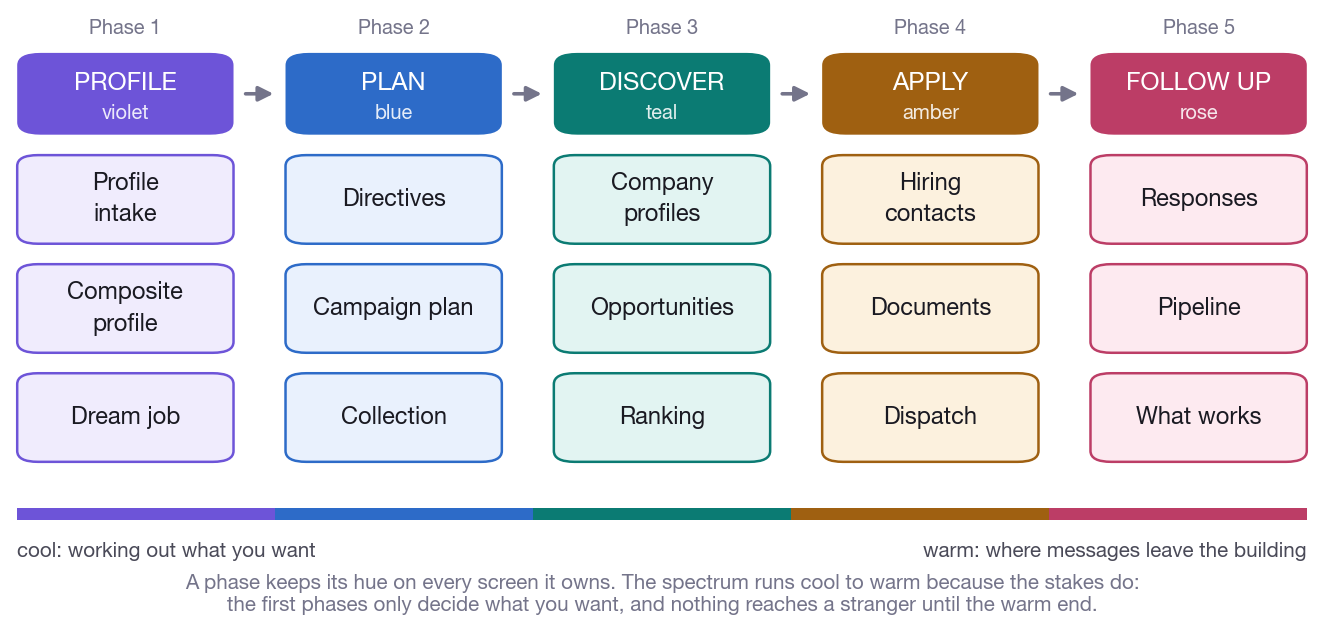 Phase 1
Phase 2
Phase 3
Phase 4
Phase 5
PROFILE
violet
PLAN
blue
DISCOVER
teal
APPLY
amber
FOLLOW UP
rose
Profile
intake
Directives
Company
profiles
Hiring
contacts
Responses
Composite
profile
Campaign plan
Opportunities
Documents
Pipeline
Dream job
Collection
Ranking
Dispatch
What works
cool: working out what you want
warm: where messages leave the building
A phase keeps its hue on every screen it owns. The spectrum runs cool to warm because the stakes do:
the first phases only decide what you want, and nothing reaches a stranger until the warm end.